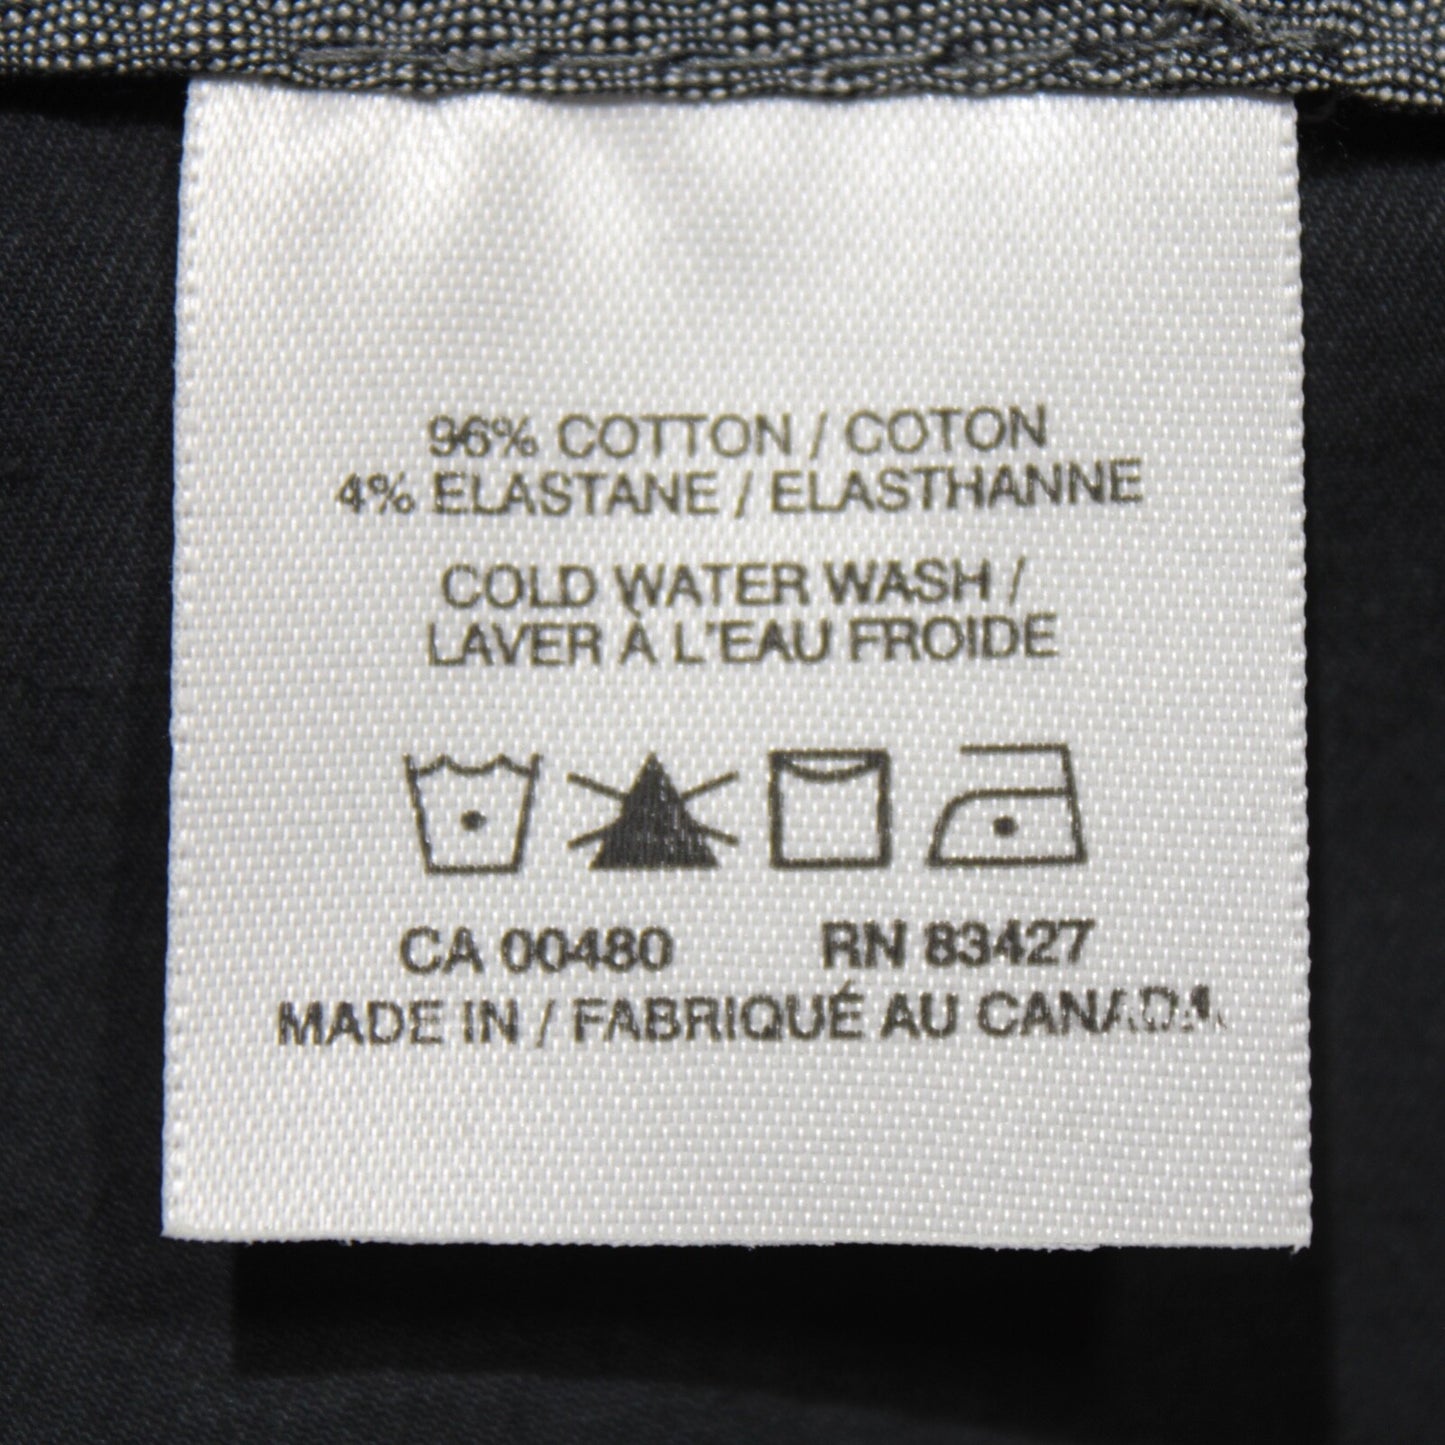 96% COTTON / COTON
4% ELASTANE / ELASTHANNE
COLD WATER WASH /
LAVER À L'EAU FROIDE
CA 00480 RN 83427
MADE IN / FABRIQUÉ AU CANADA